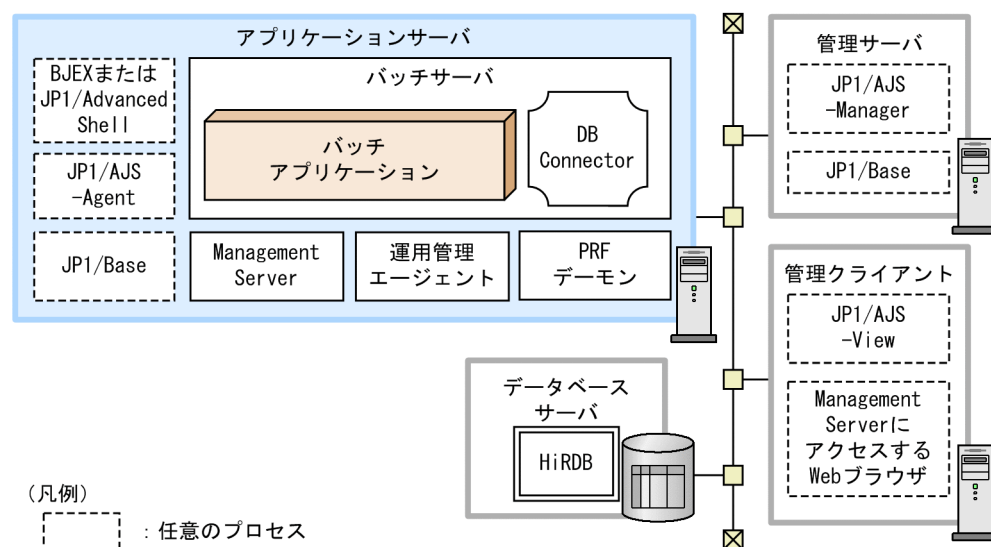 アプリケーションサーバ
BJEXまたは
JP1/Advanced
Shell
JP1/AJS
-Agent
JP1/Base
バッチサーバ
バッチ
アプリケーション
DB
Connector
Management
Server
運用管理
エージェント
PRF
デーモン
管理サーバ
JP1/AJS
-Manager
JP1/Base
管理クライアント
JP1/AJS
-View
Management
Serverに
アクセスする
Webブラウザ
データベース
サーバ
HiRDB
(凡例)
：任意のプロセス